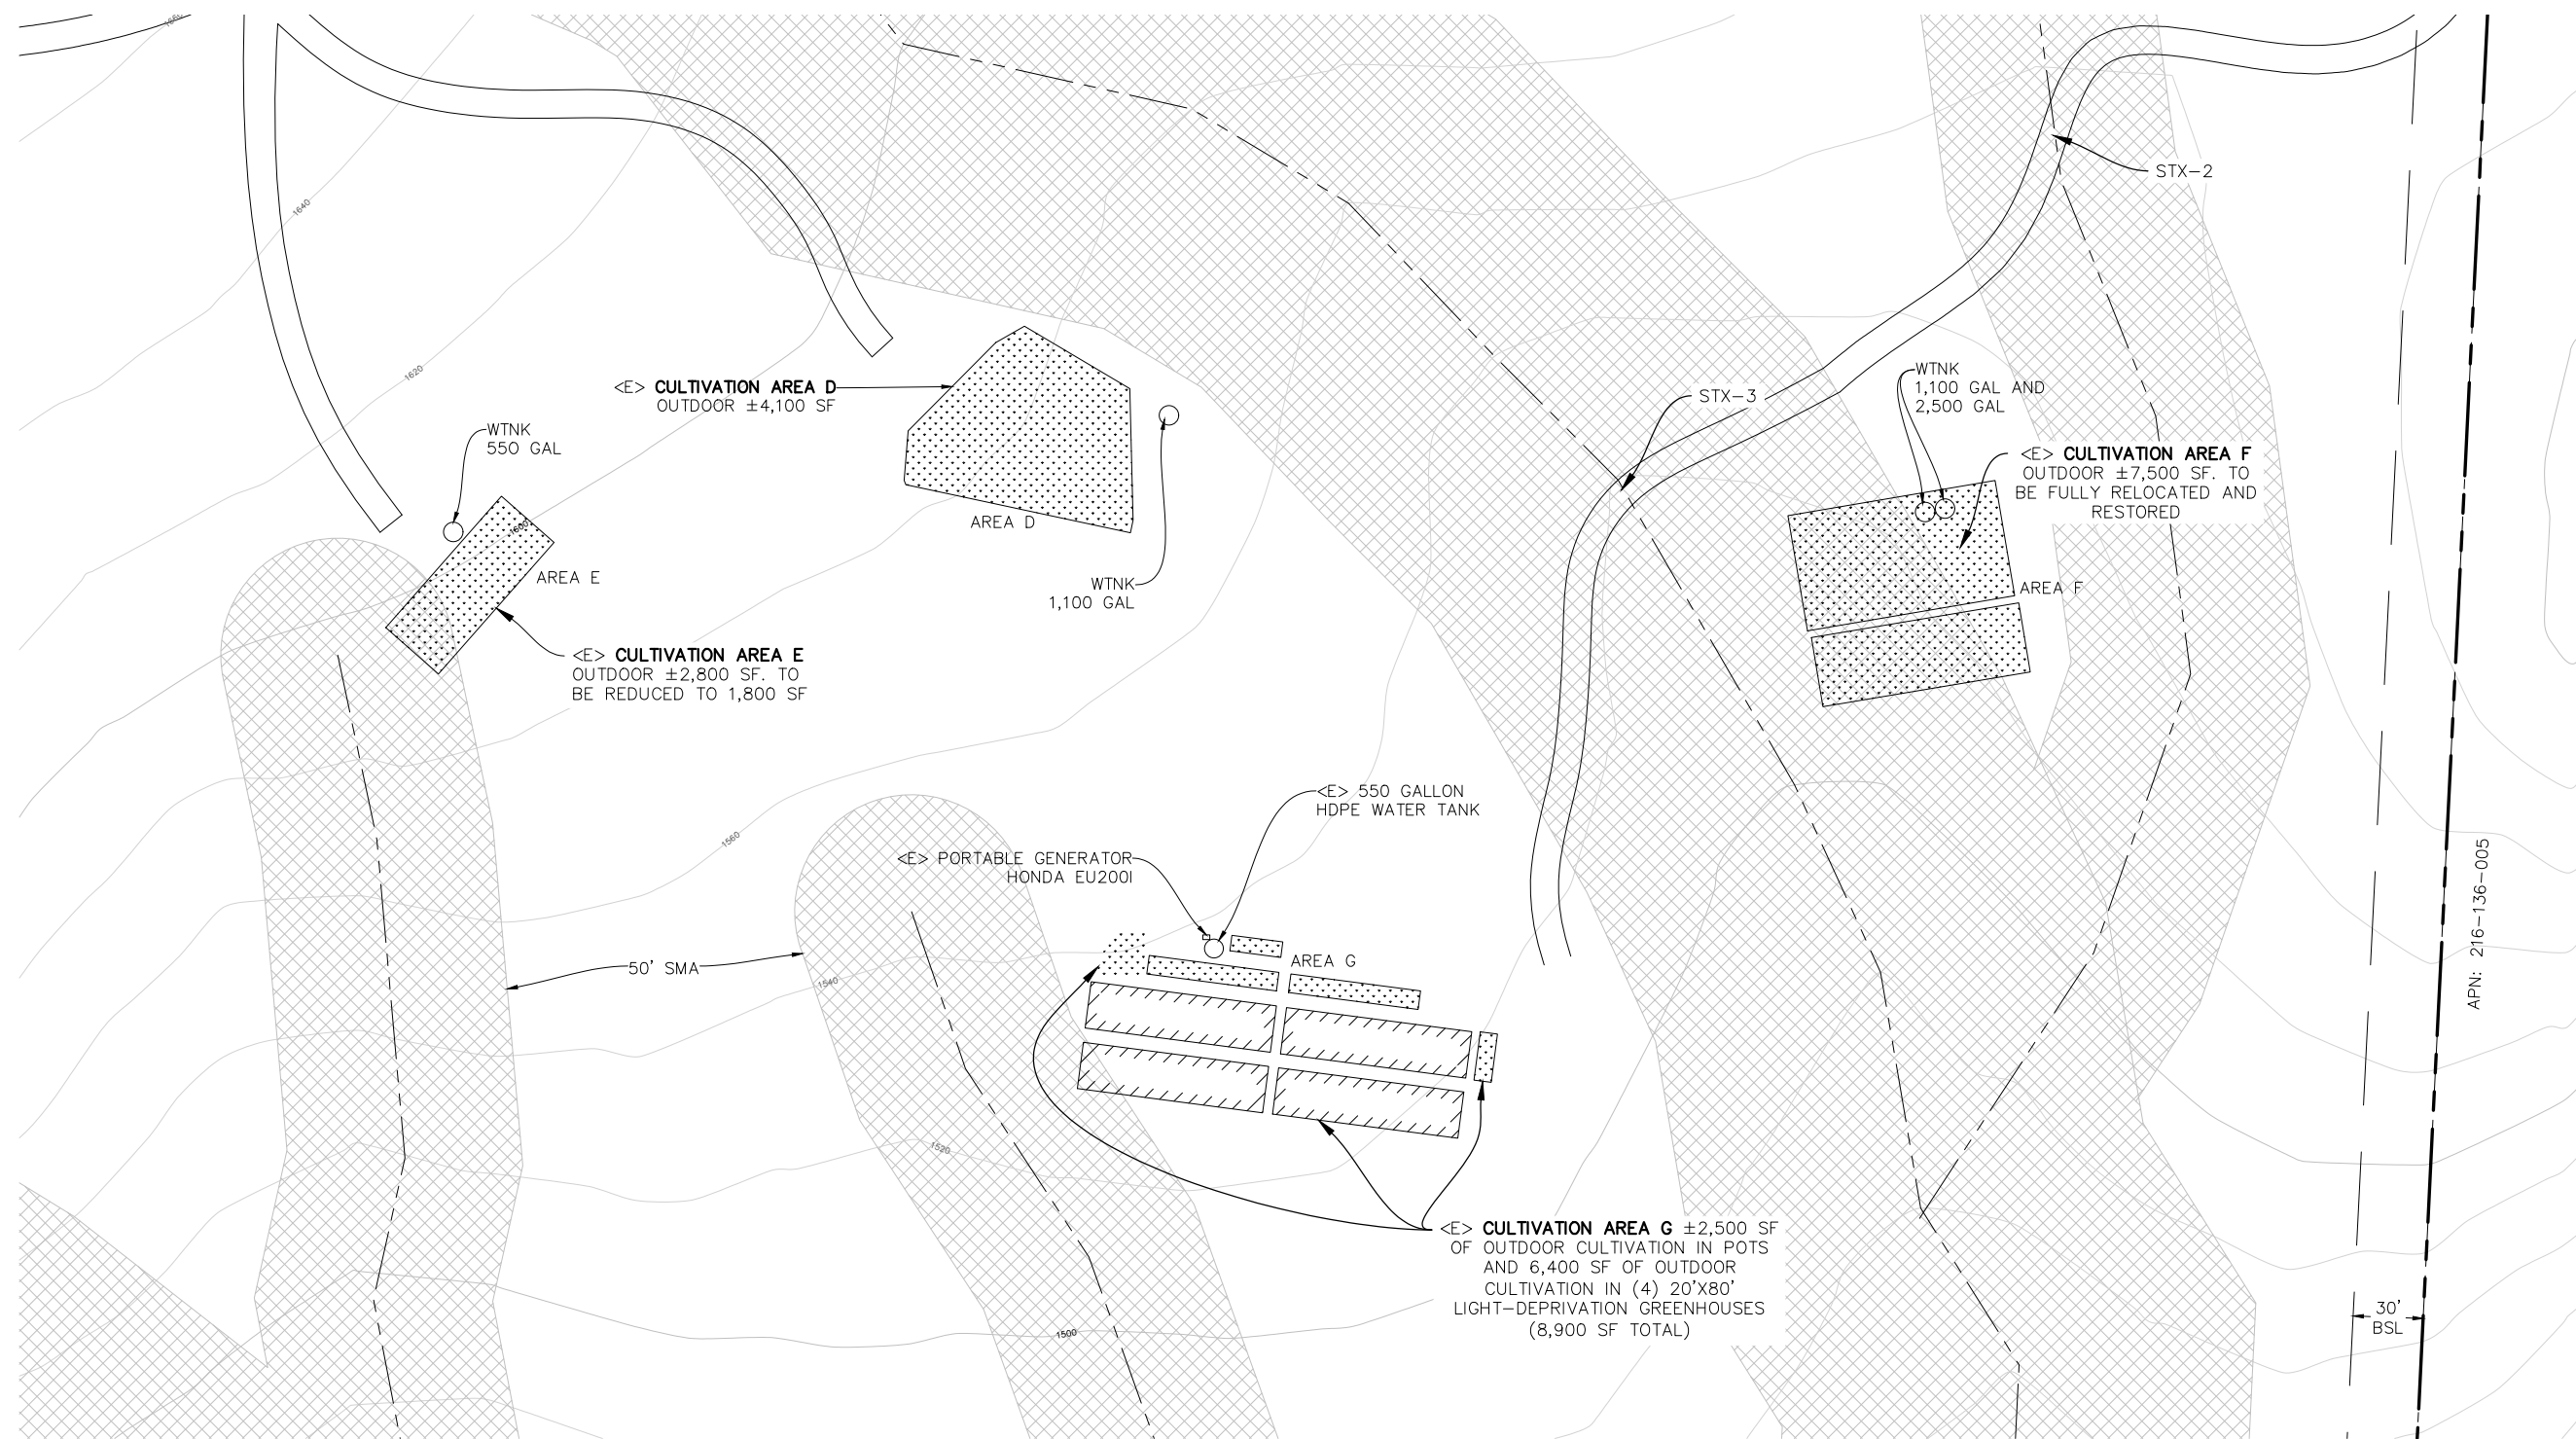 1660
STX-2
1640
WTNK
1,100 GAL AND
2,500 GAL
1620
<E> CULTIVATION AREA D
OUTDOOR ±4,100 SF
STX-3
WTNK
550 GAL
<E> CULTIVATION AREA F
OUTDOOR ±7,500 SF. TO
BE FULLY RELOCATED AND
RESTORED
1600
AREA D
AREA E
WTNK
1,100 GAL
AREA F
<E> CULTIVATION AREA E
OUTDOOR ±2,800 SF. TO
BE REDUCED TO 1,800 SF
<E> 550 GALLON
HDPE WATER TANK
1560
<E> PORTABLE GENERATOR
HONDA EU200I
APN: 216-136-005
50' SMA
1540
AREA G
1520
<E> CULTIVATION AREA G ±2,500 SF
OF OUTDOOR CULTIVATION IN POTS
AND 6,400 SF OF OUTDOOR
CULTIVATION IN (4) 20'X80'
LIGHT-DEPRIVATION GREENHOUSES
(8,900 SF TOTAL)
1500
30'
BSL